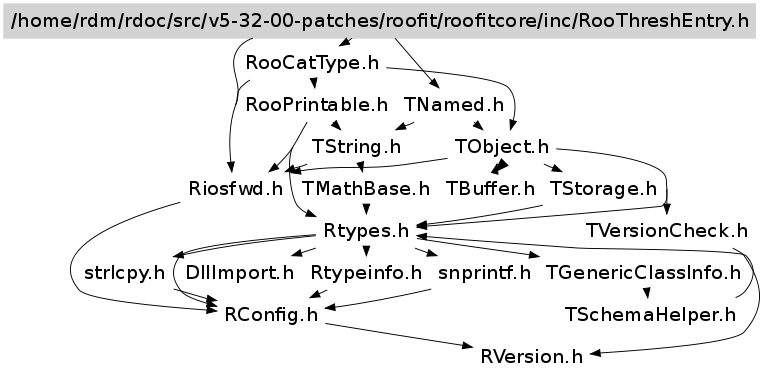 /home/rdm/rdoc/src/v5-32-00-patches/roofit/roofitcore/inc/RooThreshEntry.h
RooCatType.h
RooPrintable.h TNamed.h
TString.h TObject.h
Riosfwd.h TMathBase.h TBuffer.h TStorage.h
Rtypes.h TVersionCheck.h
strlcpy.h DllImport.h Rtypeinfo.h snprintf.h TGenericClassInfo.h
RConfig.h TSchemaHelper.h
RVersion.h